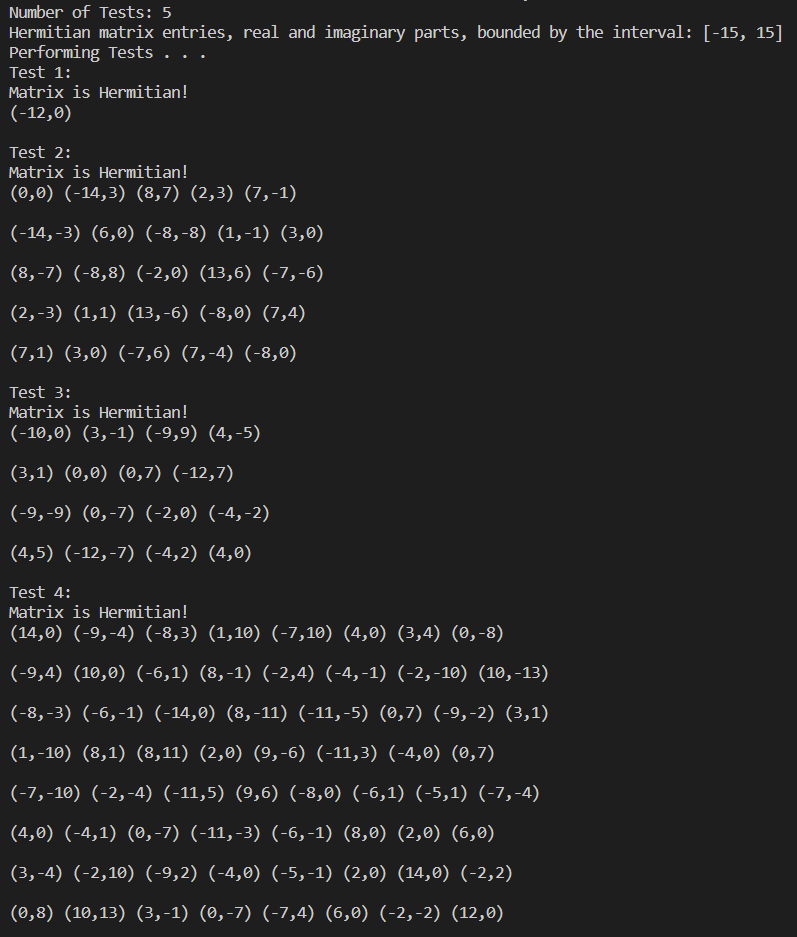 Number of Tests: 5
Hermitian matrix entries, real and imaginary parts, bounded by the interval: [-15, 15]
Performing Tests . . .
Test 1:
Matrix is Hermitian!
(-12,0)
Test 2:
Matrix is Hermitian!
(0,0) (-14,3) (8,7) (2,3) (7,-1)
(-14,-3) (6,0) (-8,-8) (1,-1) (3,0)
(8,-7) (-8,8) (-2,0) (13,6) (-7,-6)
(2,-3) (1,1) (13,-6) (-8,0) (7,4)
(7,1) (3,0) (-7,6) (7,-4) (-8,0)
Test 3:
Matrix is Hermitian!
(-10,0) (3,-1) (-9,9) (4,-5)
(3,1) (0,0) (0,7) (-12,7)
(-9,-9) (0,-7) (-2,0) (-4,-2)
(4,5) (-12,-7) (-4,2) (4,0)
Test 4:
Matrix is Hermitian!
(14,0) (-9,-4) (-8,3) (1,10) (-7,10) (4,0) (3,4) (0,-8)
(-9,4) (10,0) (-6,1) (8,-1) (-2,4) (-4,-1) (-2,-10) (10,-13)
(-8,-3) (-6,-1) (-14,0) (8,-11) (-11,-5) (0,7) (-9,-2) (3,1)
(1,-10) (8,1) (8,11) (2,0) (9,-6) (-11,3) (-4,0) (0,7)
(-7,-10) (-2,-4) (-11,5) (9,6) (-8,0) (-6,1) (-5,1) (-7,-4)
(4,0) (-4,1) (0,-7) (-11,-3) (-6,-1) (8,0) (2,0) (6,0)
(3,-4) (-2,10) (-9,2) (-4,0) (-5,-1) (2,0) (14,0) (-2,2)
(0,8) (10,13) (3,-1) (0,-7) (-7,4) (6,0) (-2,-2) (12,0)